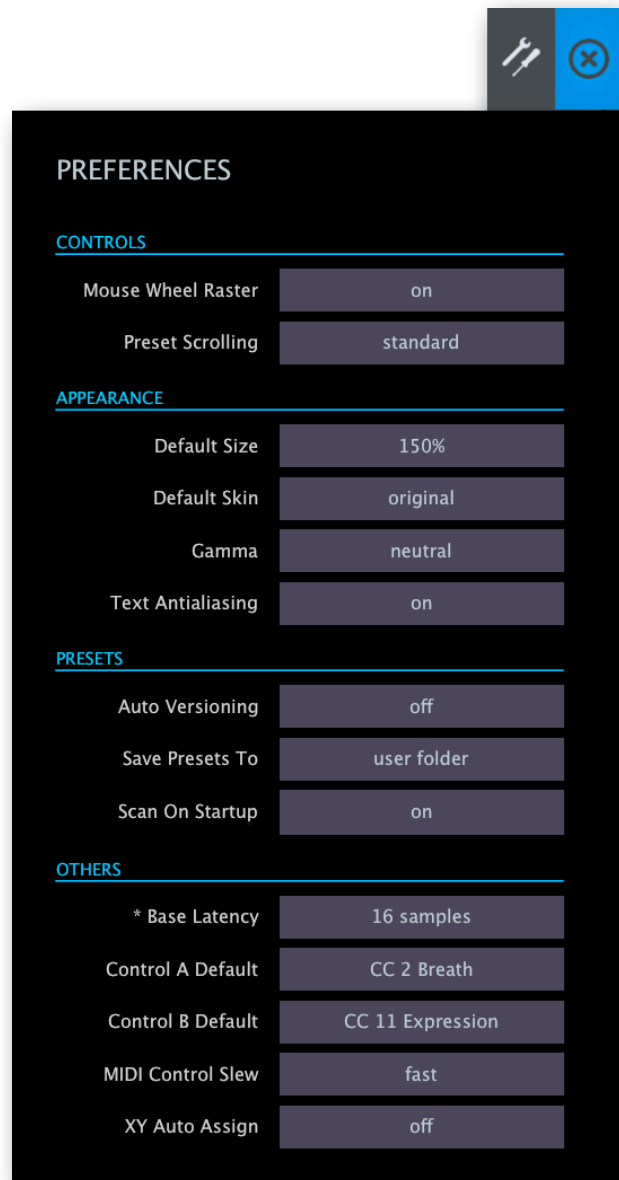 PREFERENCES
CONTROLS
Mouse Wheel Raster on
Preset Scrolling standard
APPEARANCE
Default Size 150%
Default Skin original
Gamma neutral
Text Antialiasing on
PRESETS
Auto Versioning off
Save Presets To user folder
Scan On Startup on
OTHERS
* Base Latency 16 samples
Control A Default CC 2 Breath
Control B Default CC 11 Expression
MIDI Control Slew fast
XY Auto Assign off